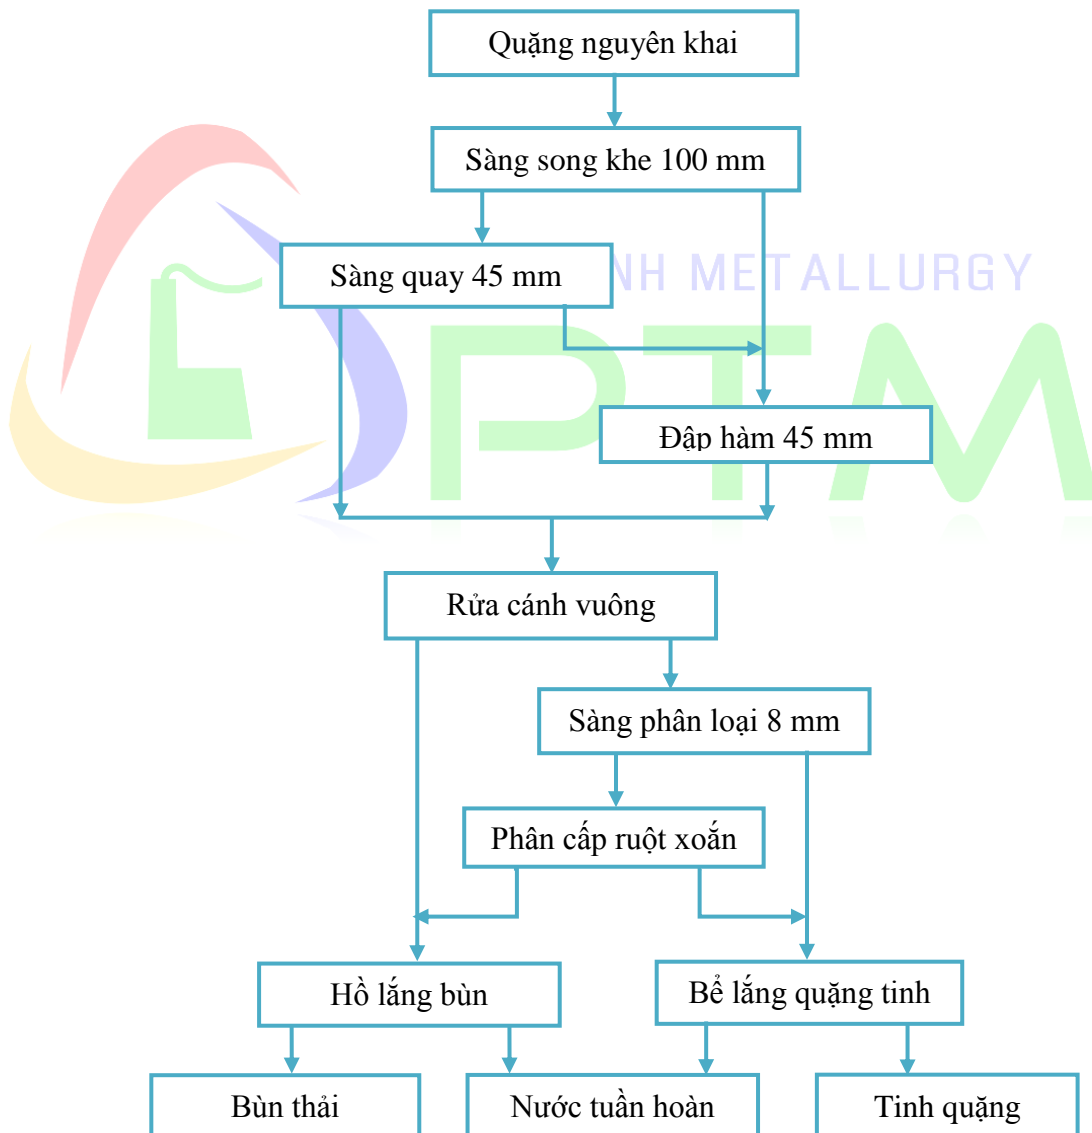 Quặng nguyên khai
Sàng song khe 100 mm
Sàng quay 45 mm
NH METALLURGY
PTM
Đập hàm 45 mm
Rửa cánh vuông
Sàng phân loại 8 mm
Phân cấp ruột xoắn
Hồ lắng bùn
Bể lắng quặng tinh
Bùn thải
Nước tuần hoàn
Tinh quặng